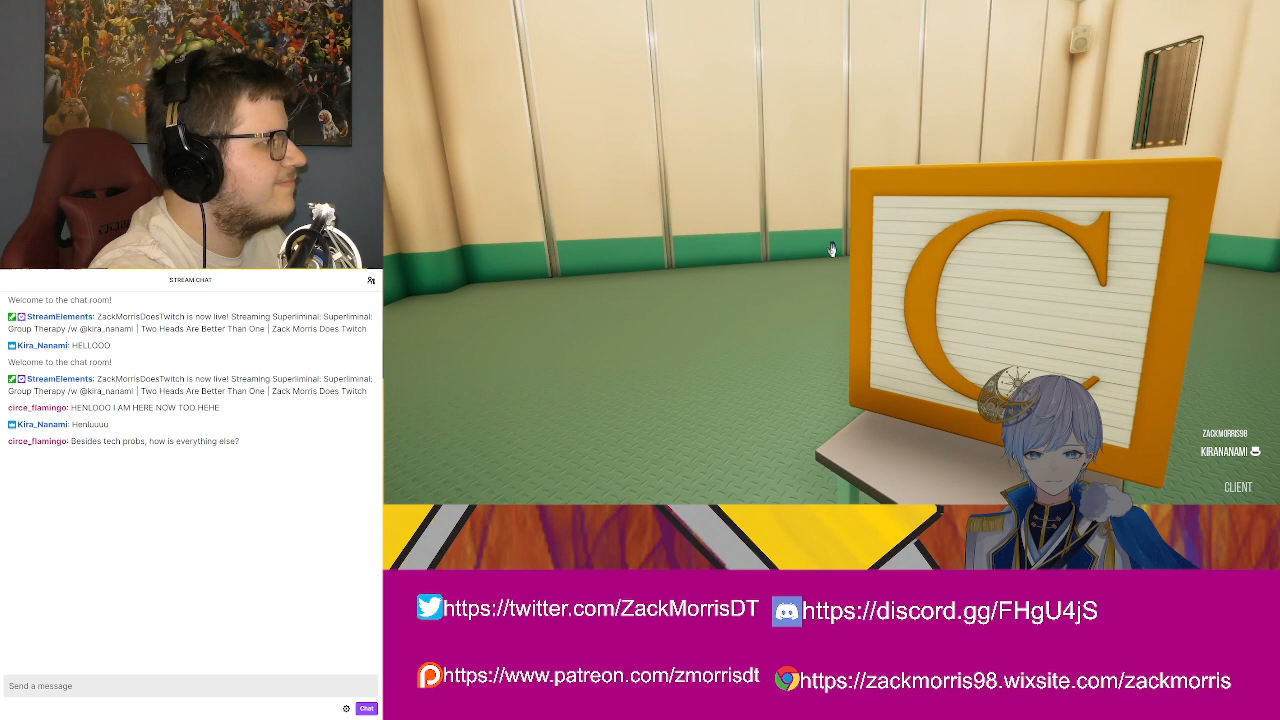 STREAM CHAT
Welcome to the chat room!
StreamElements: ZackMorrisDoesTwitch is now live! Streaming Superliminal: Superliminal:
Group Therapy /w @kira_nanami | Two Heads Are Better Than One | Zack Morris Does Twitch
Kira_Nanami: HELLOOO
Welcome to the chat room!
StreamElements: ZackMorrisDoesTwitch is now live! Streaming Superliminal: Superliminal:
Group Therapy /w @kira_nanami | Two Heads Are Better Than One | Zack Morris Does Twitch
circe_flamingo: HENLOOO I AM HERE NOW TOO HEHE
Kira_Nanami: Henluuuu
circe_flamingo: Besides tech probs, how is everything else?
Send a message
Chat
C
ZACKMORRIS98
KIRANANAMI
CLIENT
https://twitter.com/ZackMorrisDT
https://discord.gg/FHgU4jS
https://www.patreon.com/zmorrisdt
https://zackmorris98.wixsite.com/zackmorris